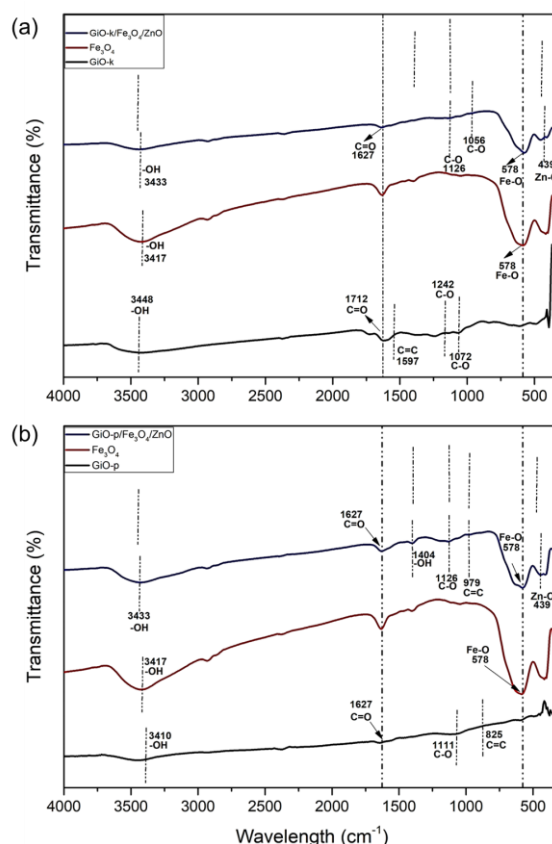 (a)
GiO-k/Fe₃O₄/ZnO
Fe₃O₄
GiO-k
Transmittance (%)
-OH
3433
C=O
1627
C-O
1126
1056
C-O
578
Fe-O
439
Zn-O
-OH
3417
578
Fe-O
3448
-OH
1712
C=O
C=C
1597
1242
C-O
1072
C-O
4000 3500 3000 2500 2000 1500 1000 500
(b)
GiO-p/Fe₃O₄/ZnO
Fe₃O₄
GiO-p
Transmittance (%)
3433
-OH
1627
C=O
1404
-OH
1126
C-O
979
C=C
Fe-O
578
Zn-O
439
3417
-OH
Fe-O
578
3410
-OH
1627
C=O
1111
C-O
825
C=C
4000 3500 3000 2500 2000 1500 1000 500
Wavelength (cm⁻¹)